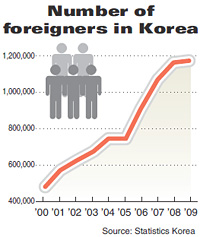 Number of
foreigners in Korea
1,200,000
1,000,000
800,000
600,000
400,000
'00 '01 '02 '03 '04 '05 '06 '07 '08 '09
Source: Statistics Korea